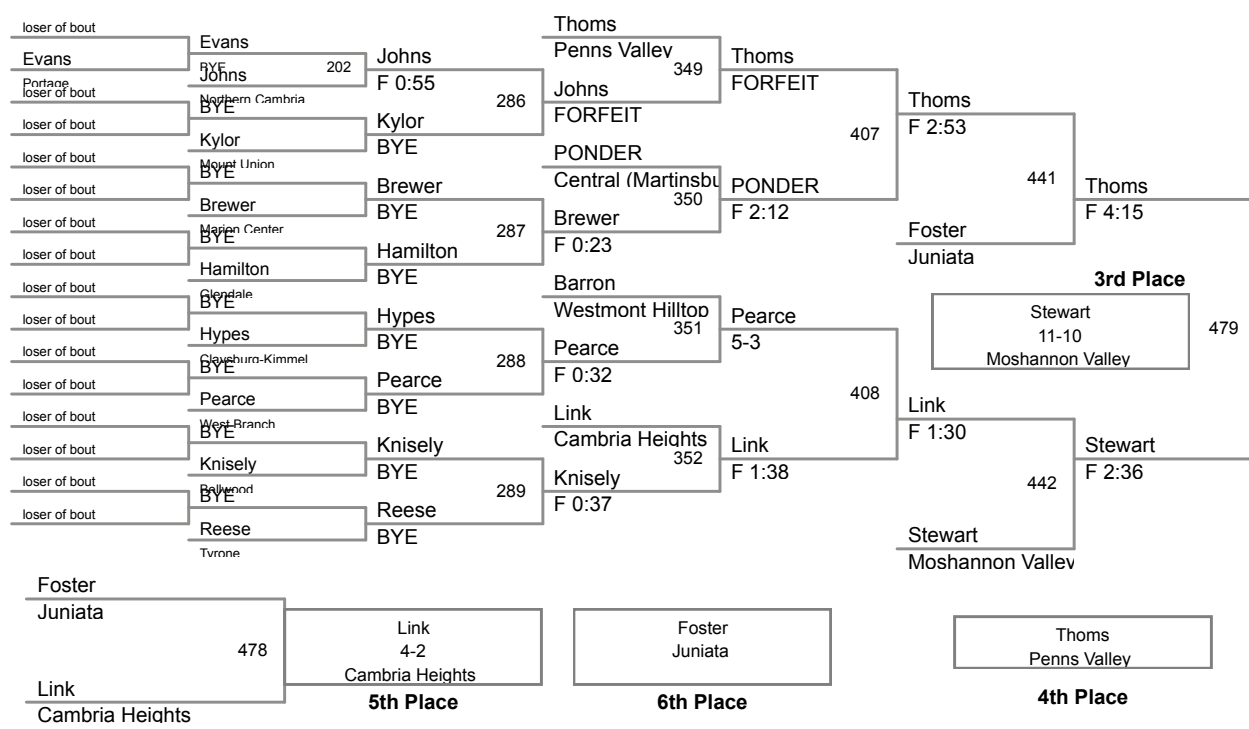 loser of bout
Evans
Portage
loser of bout
loser of bout
loser of bout
loser of bout
loser of bout
loser of bout
loser of bout
loser of bout
loser of bout
loser of bout
loser of bout
loser of bout
loser of bout
loser of bout
Evans
BYE
202
Johns
Northern Cambria
BYE
Kylor
Mount Union
BYE
Brewer
Marion Center
BYE
Hamilton
Glendale
BYE
Hypes
Claysburg-Kimmel
BYE
Pearce
West Branch
BYE
Knisely
Bellwood
BYE
Reese
Tyrone
Johns
F 0:55
286
Kylor
BYE
Brewer
BYE
287
Hamilton
BYE
Hypes
BYE
288
Pearce
BYE
Knisely
BYE
289
Reese
BYE
Thoms
Penns Valley
349
Johns
FORFEIT
PONDER
Central (Martinsbu
350
Brewer
F 0:23
Barron
Westmont Hilltop
351
Pearce
F 0:32
Link
Cambria Heights
352
Knisely
F 0:37
Thoms
FORFEIT
407
PONDER
F 2:12
Pearce
5-3
408
Link
F 1:38
Thoms
F 2:53
441
Foster
Juniata
Link
F 1:30
442
Stewart
Moshannon Valley
Thoms
F 4:15
3rd Place
Stewart
11-10
Moshannon Valley
479
Stewart
F 2:36
Foster
Juniata
478
Link
Cambria Heights
Link
4-2
Cambria Heights
5th Place
Foster
Juniata
6th Place
Thoms
Penns Valley
4th Place